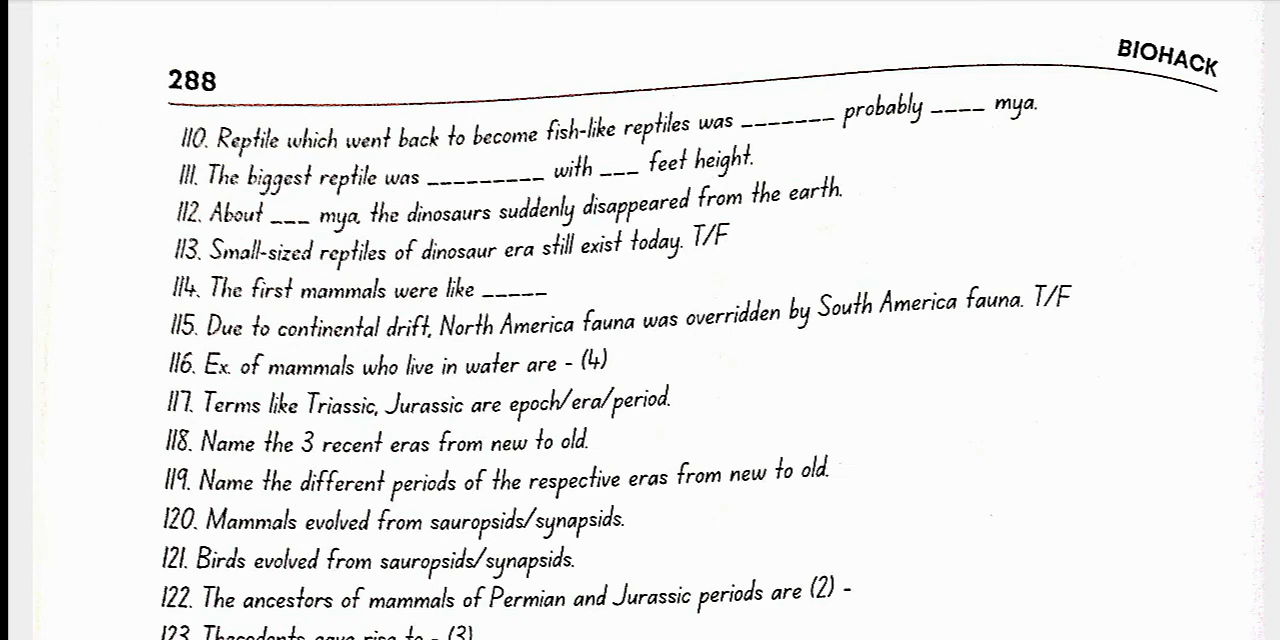 288
BIOHACK
110. Reptile which went back to become fish-like reptiles was _______ probably ____ mya.
111. The biggest reptile was _________ with ___ feet height.
112. About ___ mya, the dinosaurs suddenly disappeared from the earth.
113. Small-sized reptiles of dinosaur era still exist today. T/F
114. The first mammals were like _____
115. Due to continental drift, North America fauna was overridden by South America fauna. T/F
116. Ex. of mammals who live in water are - (4)
117. Terms like Triassic, Jurassic are epoch/era/period.
118. Name the 3 recent eras from new to old.
119. Name the different periods of the respective eras from new to old.
120. Mammals evolved from sauropsids/synapsids.
121. Birds evolved from sauropsids/synapsids.
122. The ancestors of mammals of Permian and Jurassic periods are (2) -
123. Thecodonts gave rise to - (3)